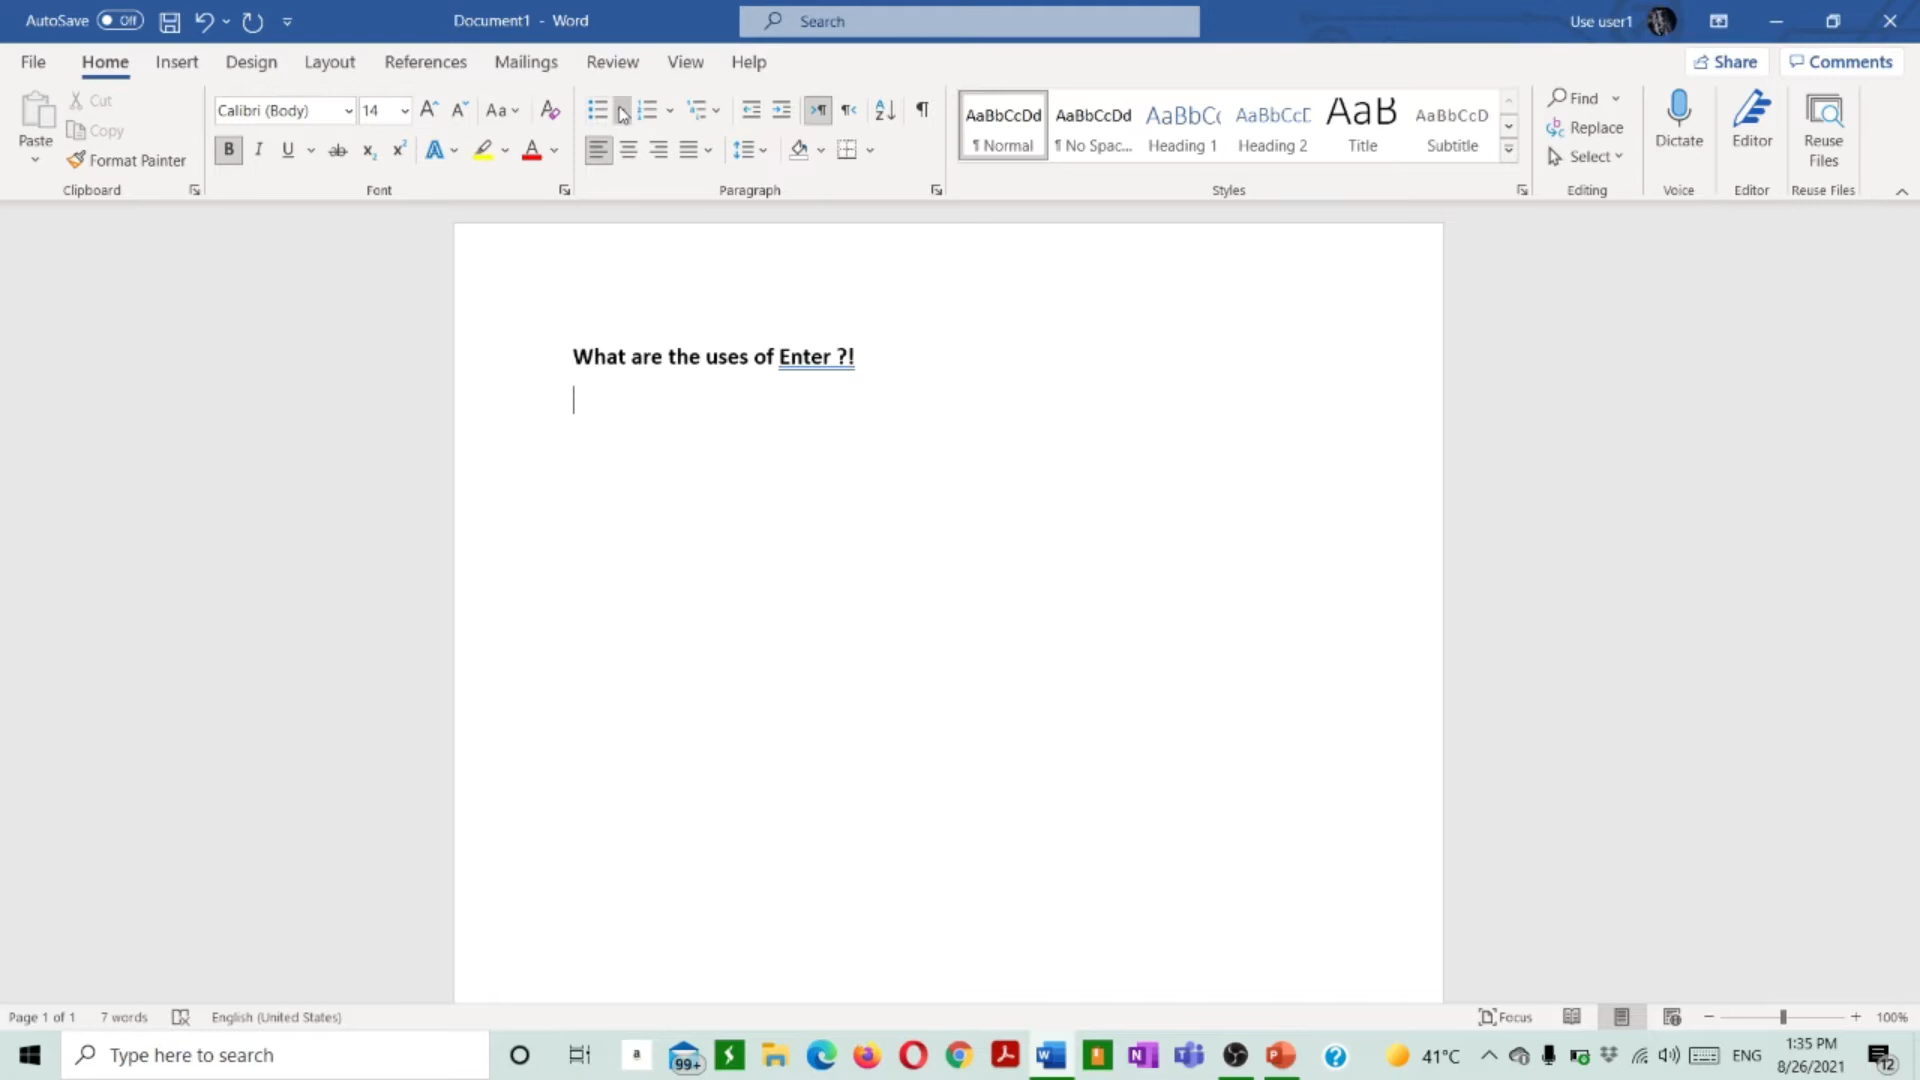 AutoSave Off Document1 - Word Search Use user1
File Home Insert Design Layout References Mailings Review View Help Share Comments
Paste
Cut
Copy
Format Painter
Clipboard
Calibri (Body) 14
Font
Paragraph
AaBbCcDd AaBbCcDd AaBbC( AaBbCcE AaB AaBbCcD
¶ Normal ¶ No Spac... Heading 1 Heading 2 Title Subtitle
Styles
Find
Replace
Select
Editing
Dictate
Voice
Editor
Editor
Reuse
Files
Reuse Files
What are the uses of Enter ?!
Page 1 of 1 7 words English (United States) Focus 100%
Type here to search 99+ 41°C ENG 1:35 PM
8/26/2021 12